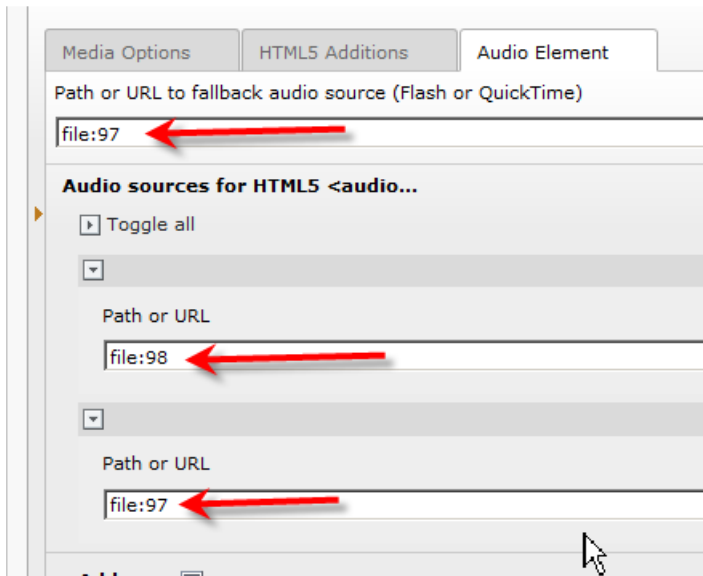 Media Options HTML5 Additions Audio Element
Path or URL to fallback audio source (Flash or QuickTime)
file:97
Audio sources for HTML5 <audio...
Toggle all
Path or URL
file:98
Path or URL
file:97